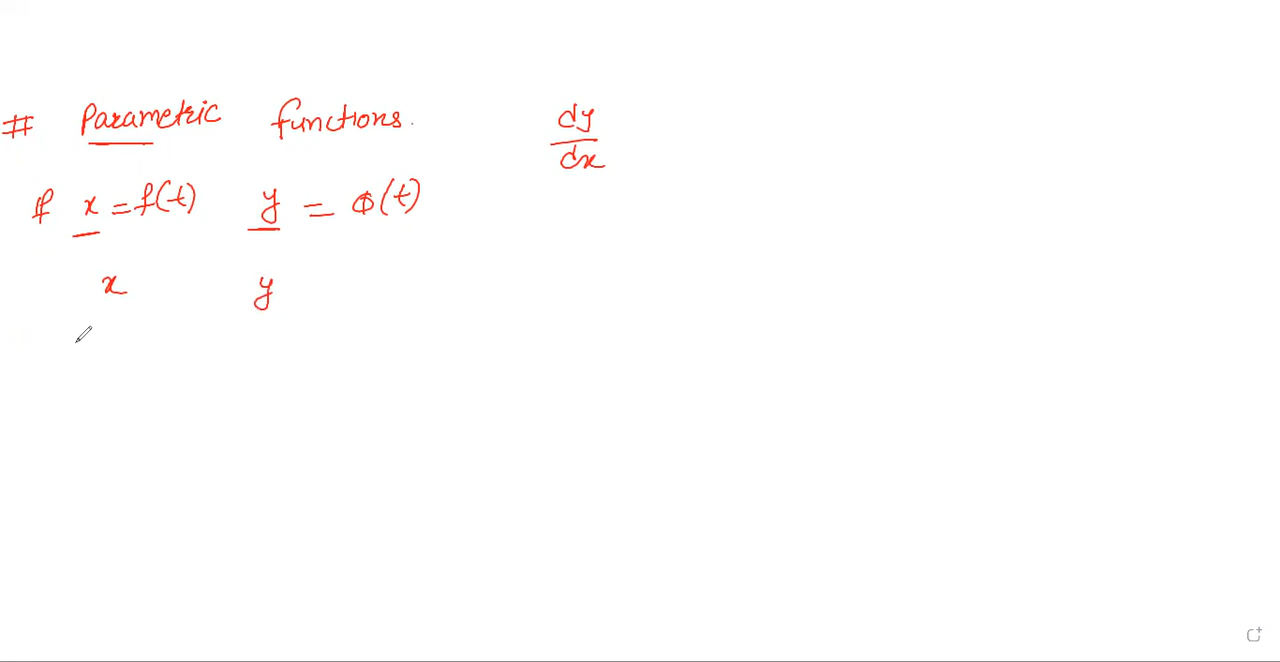 # Parametric functions. dy/dx
If x = f(t) y = φ(t)
x y